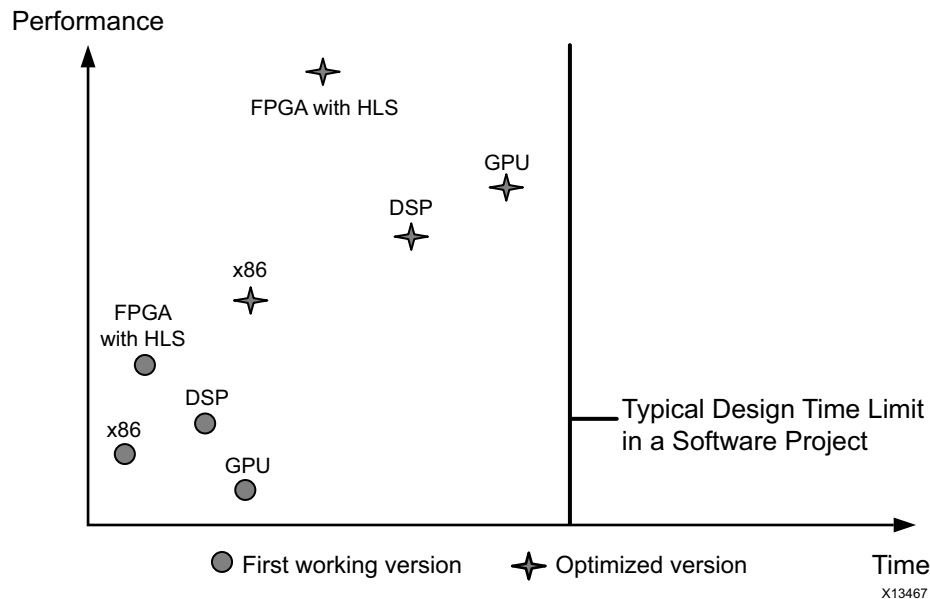 Performance
FPGA with HLS
GPU
DSP
x86
FPGA
with HLS
DSP
x86
GPU
Typical Design Time Limit
in a Software Project
First working version
Optimized version
Time
X13467